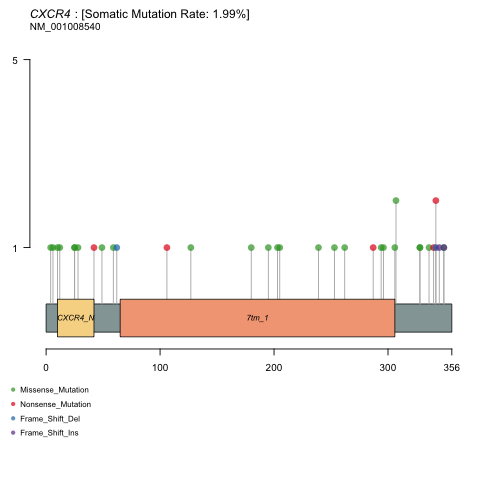 CXCR4 : [Somatic Mutation Rate: 1.99%]
NM_001008540
5
1
CXCR4_N
7tm_1
0 100 200 300 356
Missense_Mutation
Nonsense_Mutation
Frame_Shift_Del
Frame_Shift_Ins